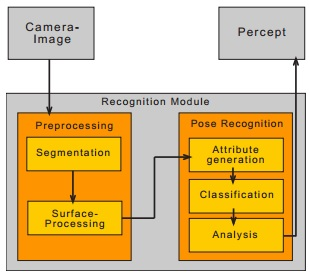 Camera-
Image
Percept
Recognition Module
Preprocessing
Segmentation
Surface-
Processing
Pose Recognition
Attribute
generation
Classification
Analysis